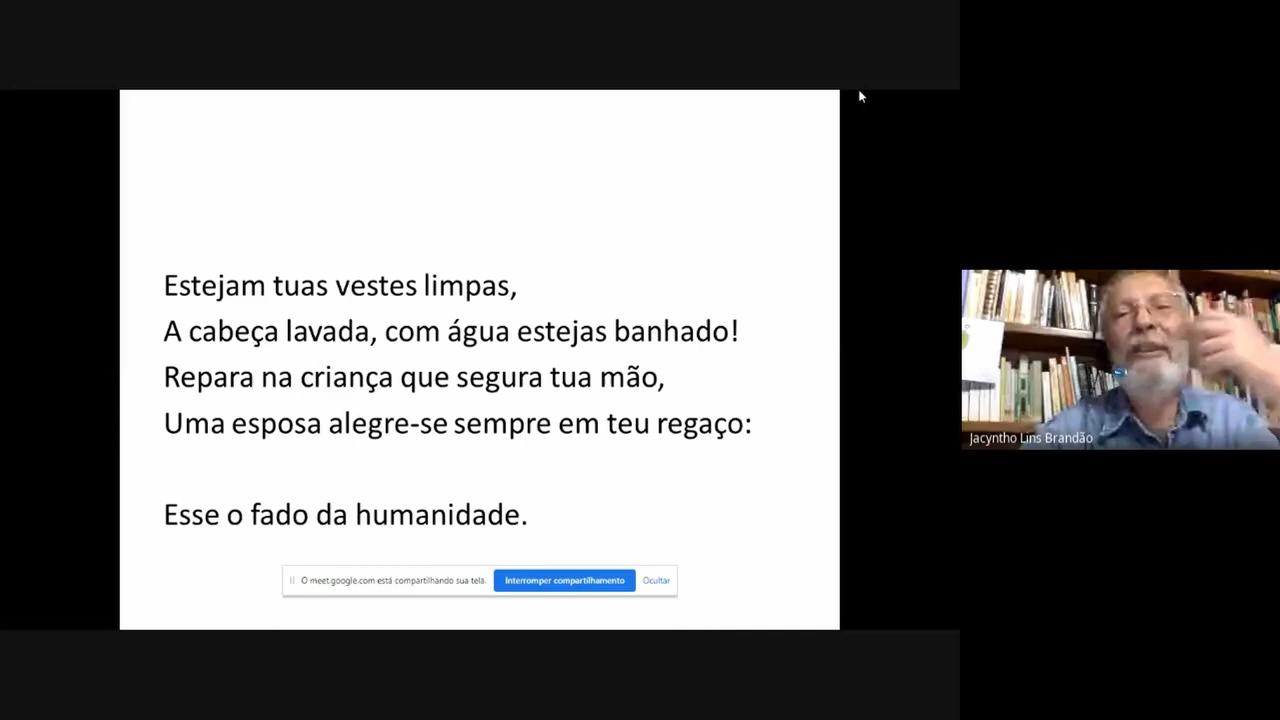 Estejam tuas vestes limpas,
A cabeça lavada, com água estejas banhado!
Repara na criança que segura tua mão,
Uma esposa alegre-se sempre em teu regaço:
Esse o fado da humanidade.
O meet.google.com está compartilhando sua tela.
Interromper compartilhamento
Ocultar
Jacyntho Lins Brandão